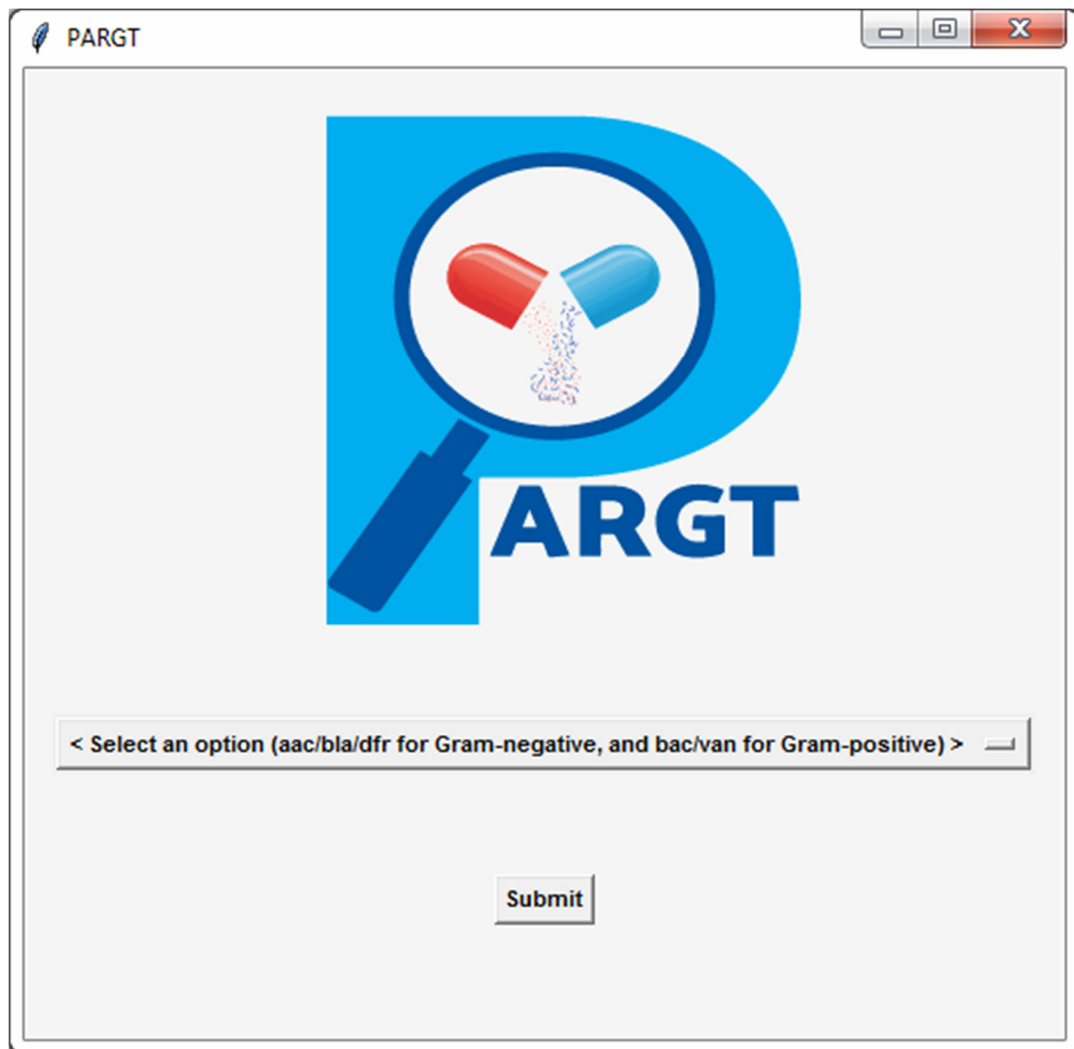 PARGT
PARGT
< Select an option (aac/bla/dfr for Gram-negative, and bac/van for Gram-positive) >
Submit